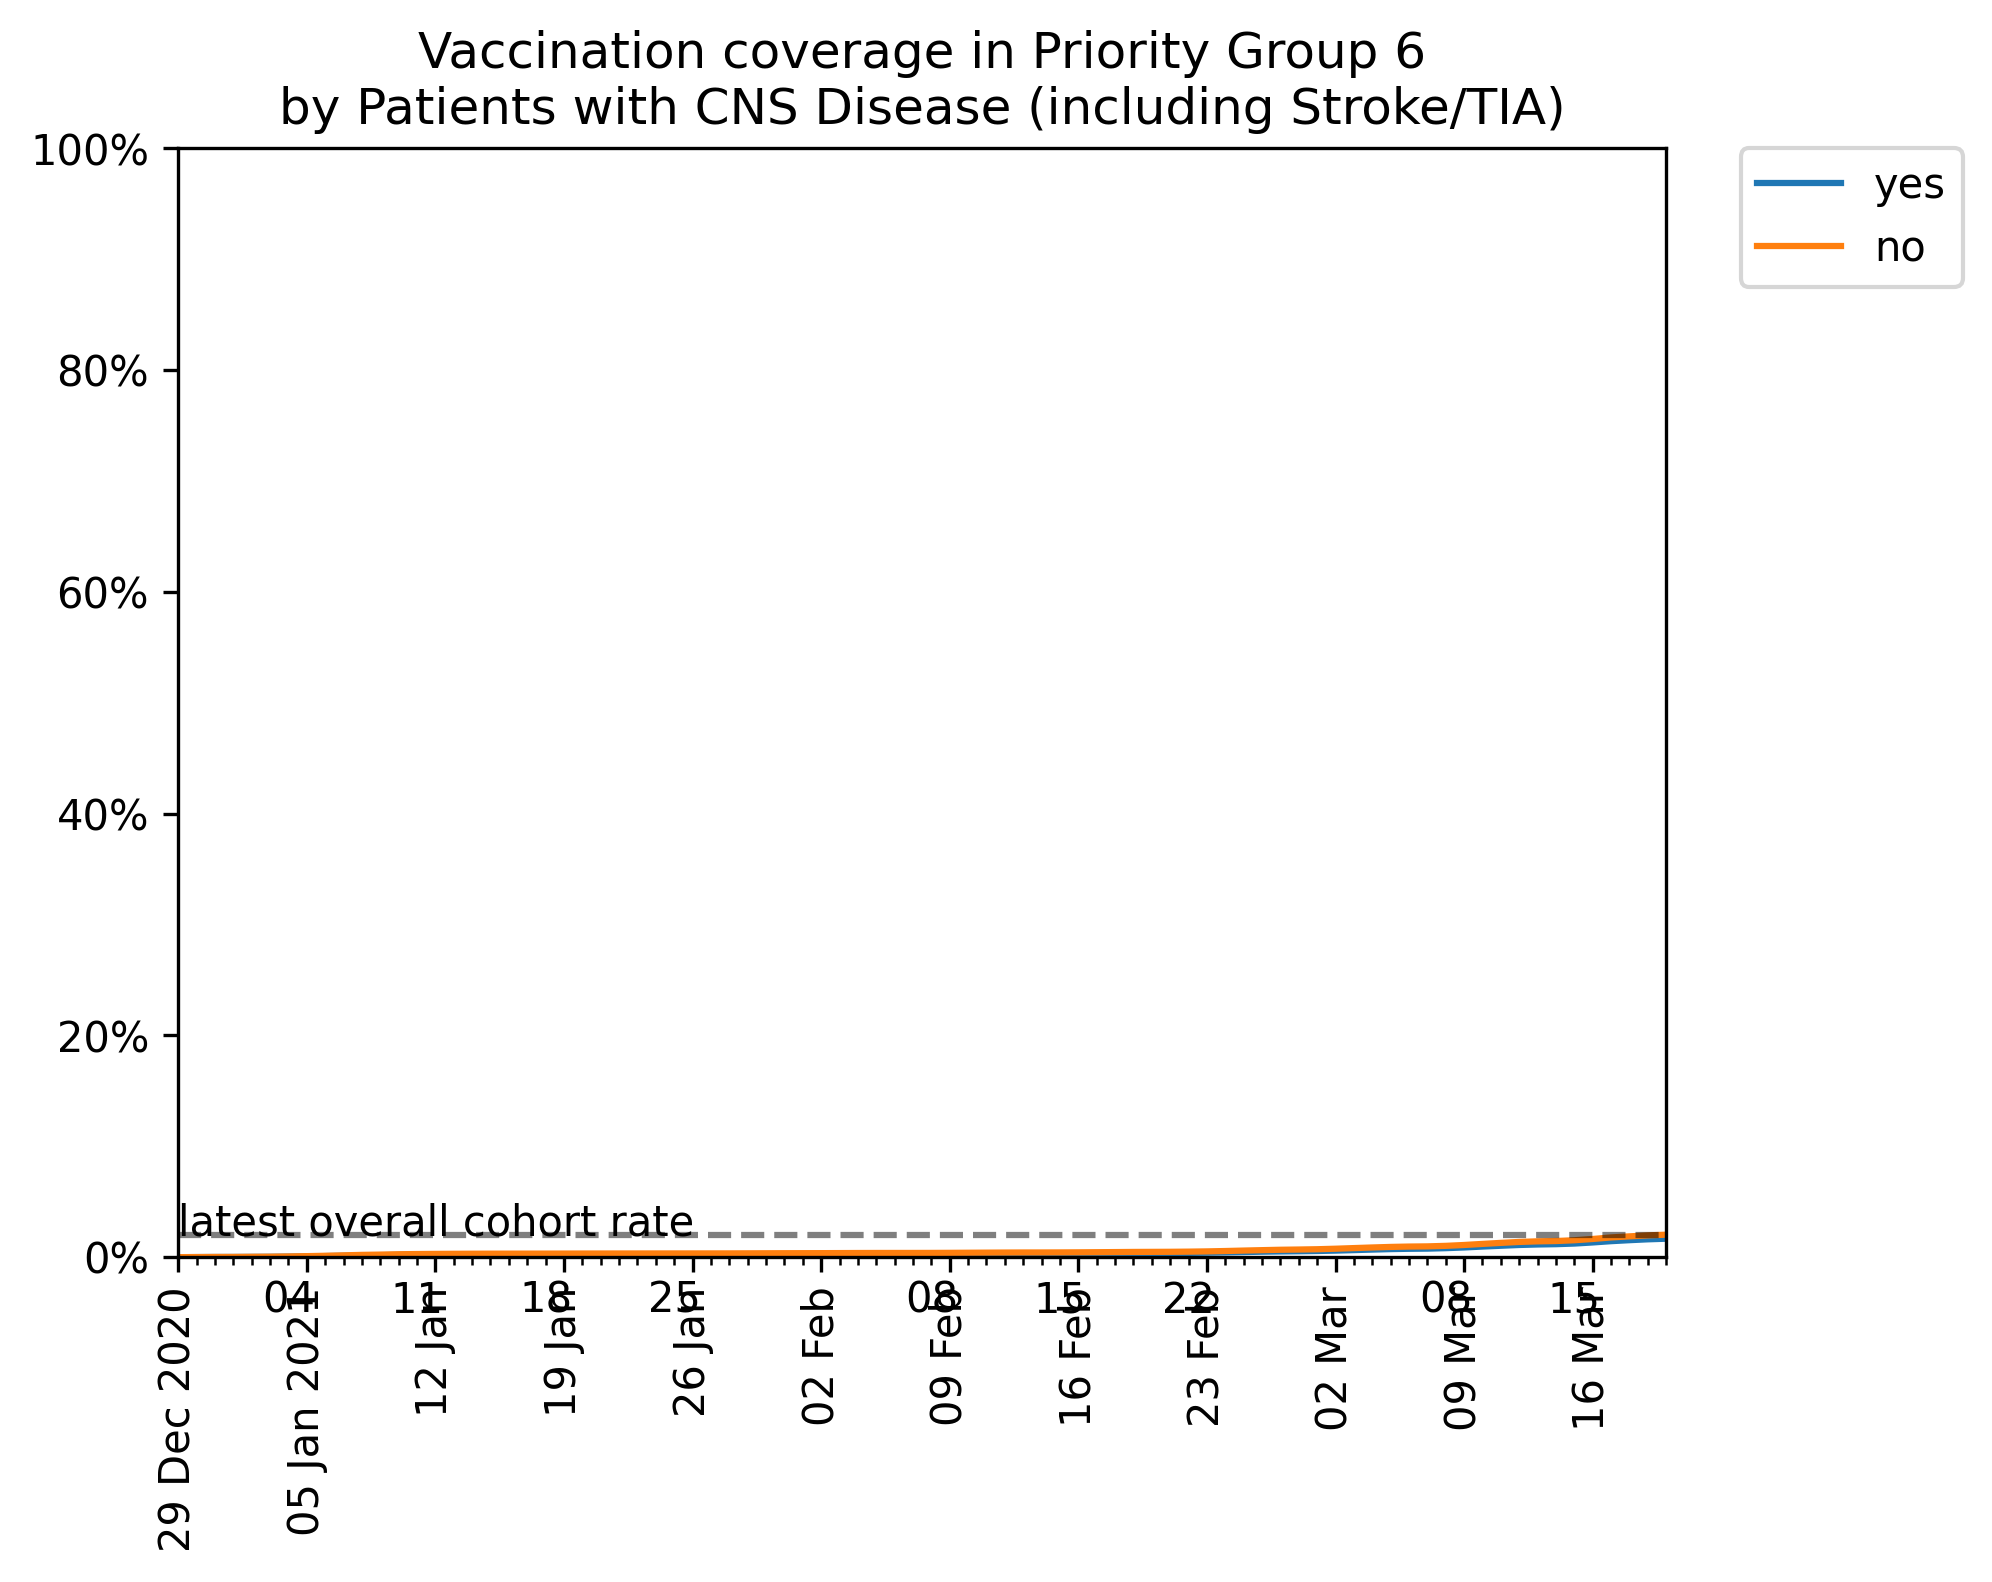 Vaccination coverage in Priority Group 6
by Patients with CNS Disease (including Stroke/TIA)
yes
no
100%
80%
60%
40%
20%
0%
latest overall cohort rate
04
11
18
25
08
15
22
08
15
29 Dec 2020
05 Jan 2021
12 Jan
19 Jan
26 Jan
02 Feb
09 Feb
16 Feb
23 Feb
02 Mar
09 Mar
16 Mar